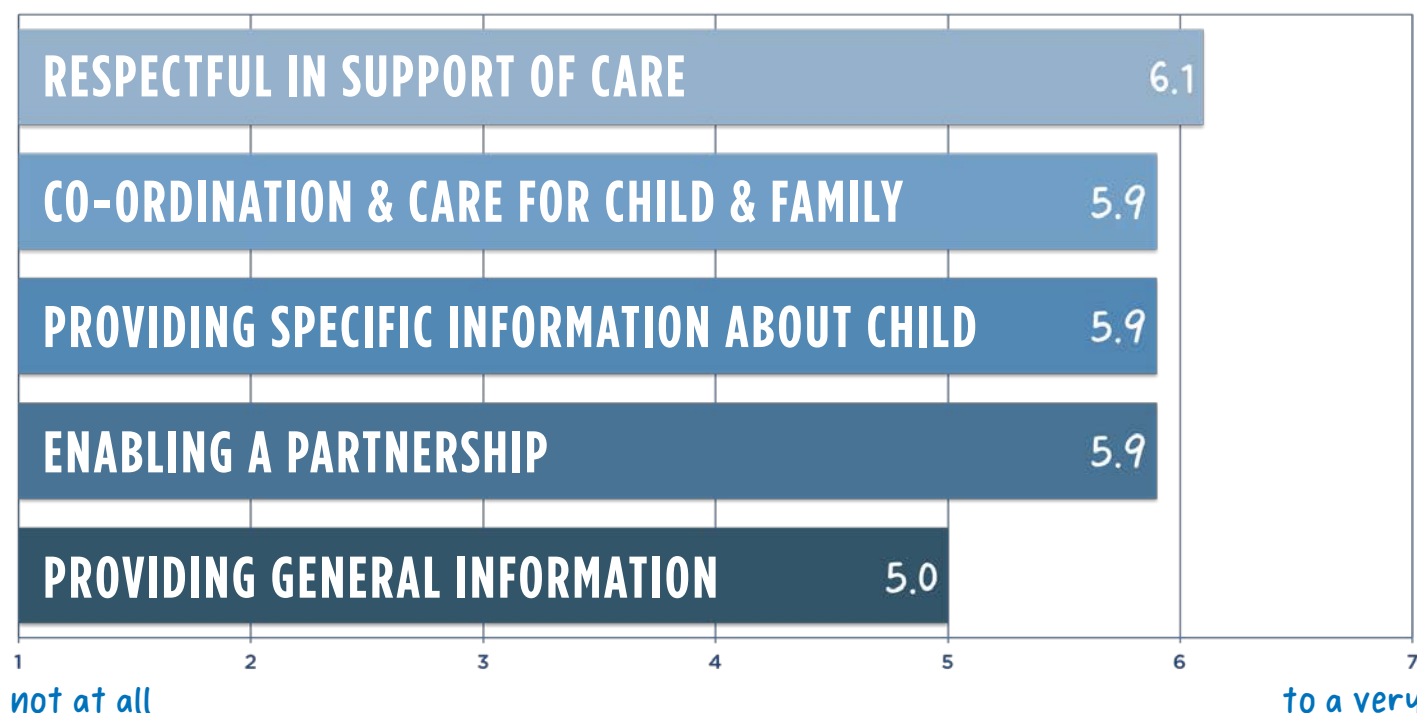 RESPECTFUL IN SUPPORT OF CARE 6.1
CO-ORDINATION & CARE FOR CHILD & FAMILY 5.9
PROVIDING SPECIFIC INFORMATION ABOUT CHILD 5.9
ENABLING A PARTNERSHIP 5.9
PROVIDING GENERAL INFORMATION 5.0
1 2 3 4 5 6 7
not at all to a very